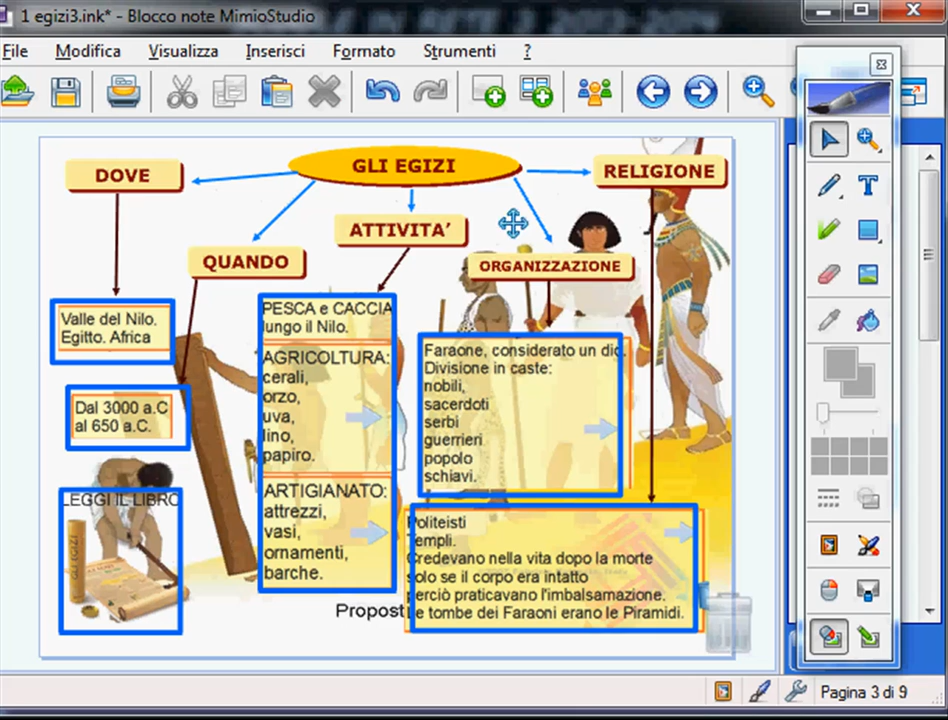 1 egizi3.ink* - Blocco note MimioStudio
File Modifica Visualizza Inserisci Formato Strumenti ?
GLI EGIZI
DOVE
RELIGIONE
ATTIVITA’
QUANDO
ORGANIZZAZIONE
Valle del Nilo.
Egitto. Africa
Dal 3000 a.C
al 650 a.C.
LEGGI IL LIBRO
GLI EGIZI
PESCA e CACCIA
lungo il Nilo.
AGRICOLTURA:
cerali,
orzo,
uva,
lino,
papiro.
ARTIGIANATO:
attrezzi,
vasi,
ornamenti,
barche.
Faraone, considerato un dio.
Divisione in caste:
nobili,
sacerdoti
serbi
guerrieri
popolo
schiavi.
Politeisti
Templi.
Credevano nella vita dopo la morte
solo se il corpo era intatto
perciò praticavano l'imbalsamazione.
Le tombe dei Faraoni erano le Piramidi.
Propost
Pagina 3 di 9